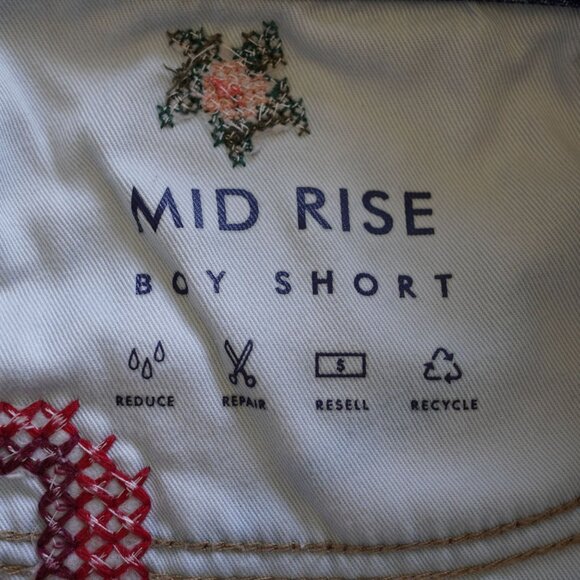 MID RISE
BOY SHORT
$
REDUCE REPAIR RESELL RECYCLE